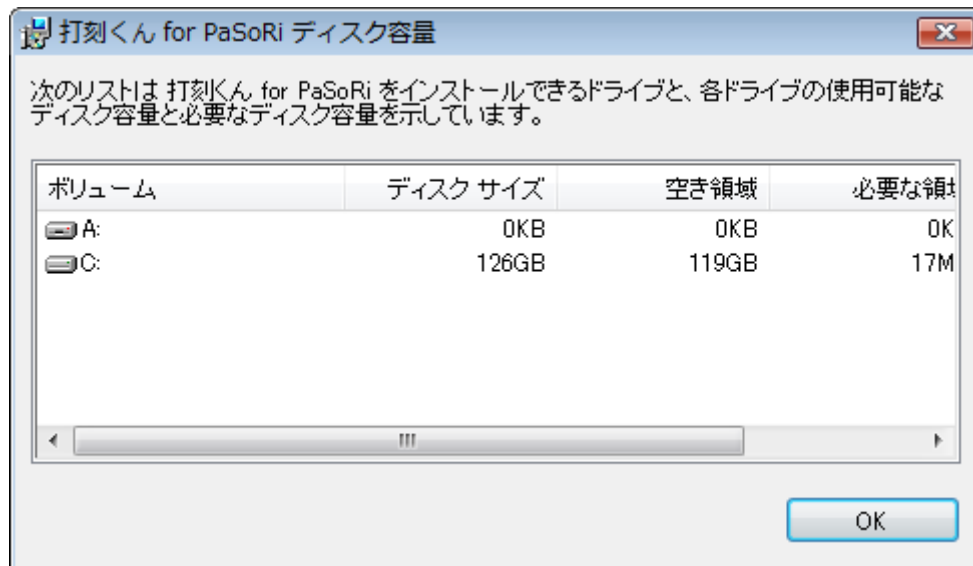 打刻くん for PaSoRi ディスク容量
次のリストは 打刻くん for PaSoRi をインストールできるドライブと、各ドライブの使用可能な
ディスク容量と必要なディスク容量を示しています。
ボリューム ディスク サイズ 空き領域 必要な領
A: 0KB 0KB 0K
C: 126GB 119GB 17M
OK